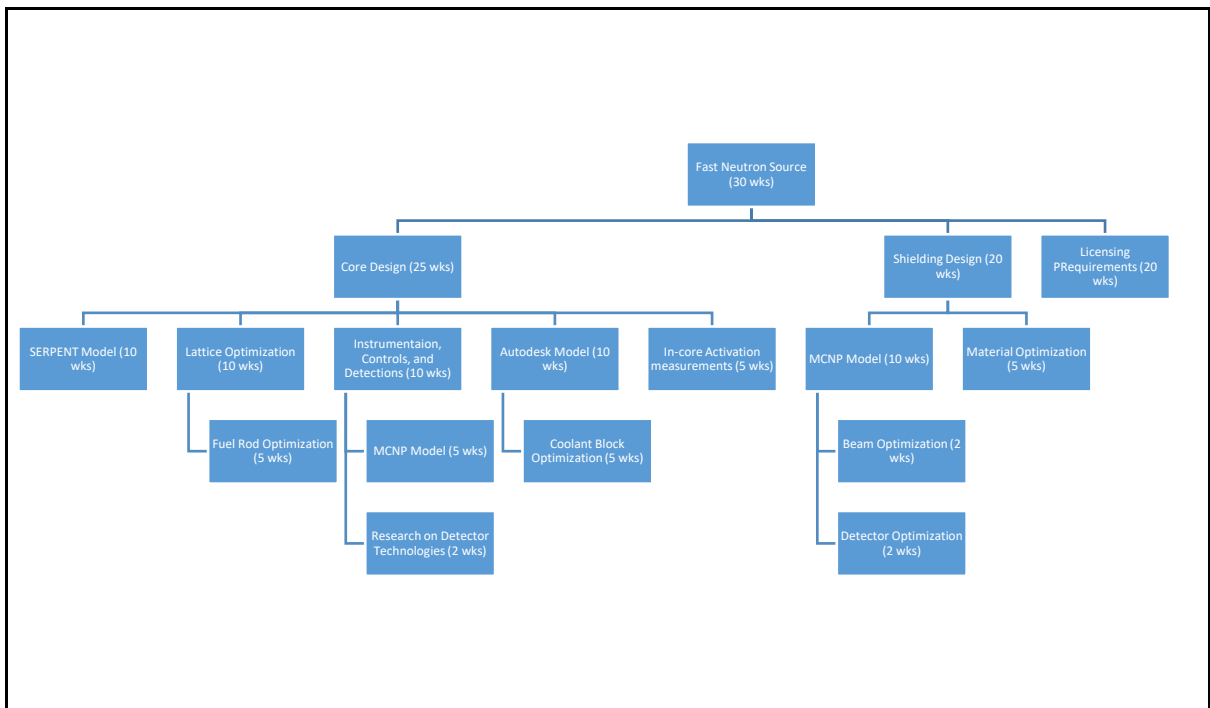 Fast Neutron Source
(30 wks)
Core Design (25 wks)
Shielding Design (20
wks)
Licensing
PRequirements (20
wks)
SERPENT Model (10
wks)
Lattice Optimization
(10 wks)
Instrumentaion,
Controls, and
Detections (10 wks)
Autodesk Model (10
wks)
In-core Activation
measurements (5 wks)
MCNP Model (10 wks)
Material Optimization
(5 wks)
Fuel Rod Optimization
(5 wks)
MCNP Model (5 wks)
Coolant Block
Optimization (5 wks)
Beam Optimization (2
wks)
Research on Detector
Technologies (2 wks)
Detector Optimization
(2 wks)